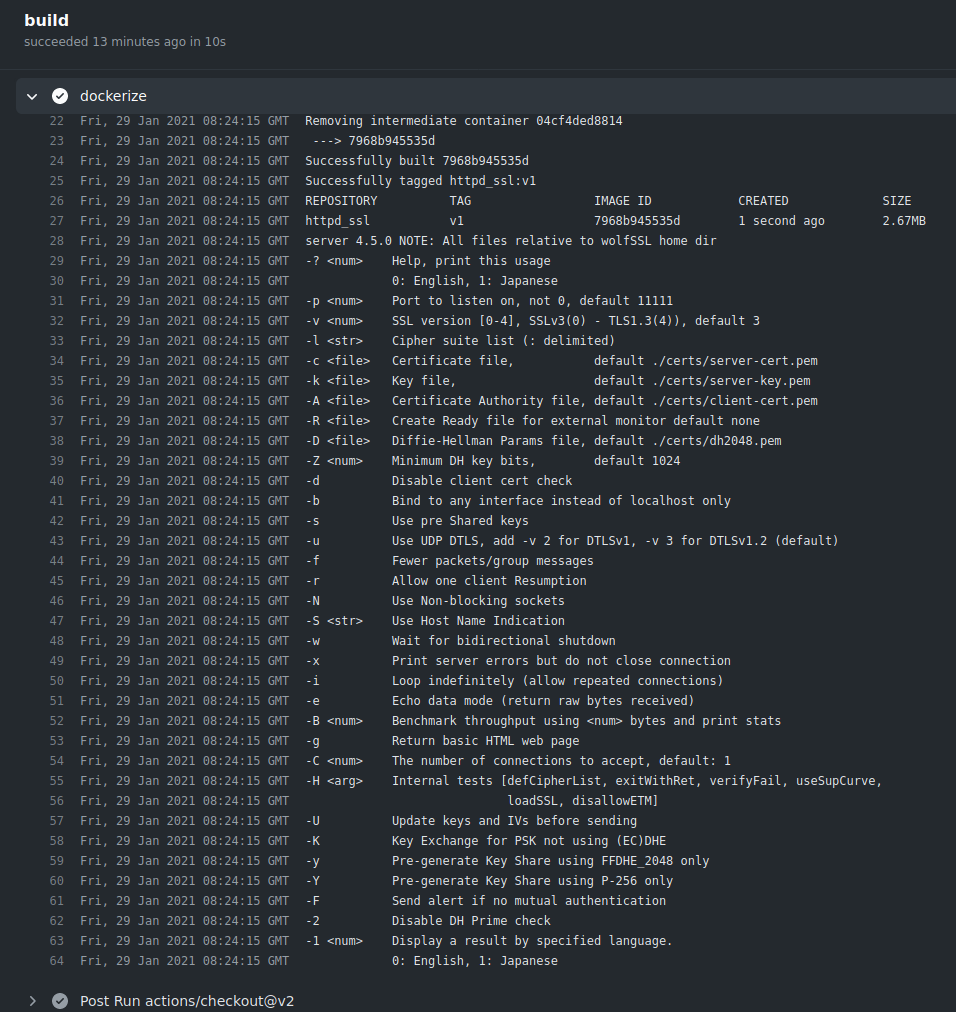 build
succeeded 13 minutes ago in 10s
dockerize
22 Fri, 29 Jan 2021 08:24:15 GMT Removing intermediate container 04cf4ded8814
23 Fri, 29 Jan 2021 08:24:15 GMT ---> 7968b945535d
24 Fri, 29 Jan 2021 08:24:15 GMT Successfully built 7968b945535d
25 Fri, 29 Jan 2021 08:24:15 GMT Successfully tagged httpd_ssl:v1
26 Fri, 29 Jan 2021 08:24:15 GMT REPOSITORY TAG IMAGE ID CREATED SIZE
27 Fri, 29 Jan 2021 08:24:15 GMT httpd_ssl v1 7968b945535d 1 second ago 2.67MB
28 Fri, 29 Jan 2021 08:24:15 GMT server 4.5.0 NOTE: All files relative to wolfSSL home dir
29 Fri, 29 Jan 2021 08:24:15 GMT -? <num> Help, print this usage
30 Fri, 29 Jan 2021 08:24:15 GMT 0: English, 1: Japanese
31 Fri, 29 Jan 2021 08:24:15 GMT -p <num> Port to listen on, not 0, default 11111
32 Fri, 29 Jan 2021 08:24:15 GMT -v <num> SSL version [0-4], SSLv3(0) - TLS1.3(4)), default 3
33 Fri, 29 Jan 2021 08:24:15 GMT -l <str> Cipher suite list (: delimited)
34 Fri, 29 Jan 2021 08:24:15 GMT -c <file> Certificate file, default ./certs/server-cert.pem
35 Fri, 29 Jan 2021 08:24:15 GMT -k <file> Key file, default ./certs/server-key.pem
36 Fri, 29 Jan 2021 08:24:15 GMT -A <file> Certificate Authority file, default ./certs/client-cert.pem
37 Fri, 29 Jan 2021 08:24:15 GMT -R <file> Create Ready file for external monitor default none
38 Fri, 29 Jan 2021 08:24:15 GMT -D <file> Diffie-Hellman Params file, default ./certs/dh2048.pem
39 Fri, 29 Jan 2021 08:24:15 GMT -Z <num> Minimum DH key bits, default 1024
40 Fri, 29 Jan 2021 08:24:15 GMT -d Disable client cert check
41 Fri, 29 Jan 2021 08:24:15 GMT -b Bind to any interface instead of localhost only
42 Fri, 29 Jan 2021 08:24:15 GMT -s Use pre Shared keys
43 Fri, 29 Jan 2021 08:24:15 GMT -u Use UDP DTLS, add -v 2 for DTLSv1, -v 3 for DTLSv1.2 (default)
44 Fri, 29 Jan 2021 08:24:15 GMT -f Fewer packets/group messages
45 Fri, 29 Jan 2021 08:24:15 GMT -r Allow one client Resumption
46 Fri, 29 Jan 2021 08:24:15 GMT -N Use Non-blocking sockets
47 Fri, 29 Jan 2021 08:24:15 GMT -S <str> Use Host Name Indication
48 Fri, 29 Jan 2021 08:24:15 GMT -w Wait for bidirectional shutdown
49 Fri, 29 Jan 2021 08:24:15 GMT -x Print server errors but do not close connection
50 Fri, 29 Jan 2021 08:24:15 GMT -i Loop indefinitely (allow repeated connections)
51 Fri, 29 Jan 2021 08:24:15 GMT -e Echo data mode (return raw bytes received)
52 Fri, 29 Jan 2021 08:24:15 GMT -B <num> Benchmark throughput using <num> bytes and print stats
53 Fri, 29 Jan 2021 08:24:15 GMT -g Return basic HTML web page
54 Fri, 29 Jan 2021 08:24:15 GMT -C <num> The number of connections to accept, default: 1
55 Fri, 29 Jan 2021 08:24:15 GMT -H <arg> Internal tests [defCipherList, exitWithRet, verifyFail, useSupCurve,
56 Fri, 29 Jan 2021 08:24:15 GMT loadSSL, disallowETM]
57 Fri, 29 Jan 2021 08:24:15 GMT -U Update keys and IVs before sending
58 Fri, 29 Jan 2021 08:24:15 GMT -K Key Exchange for PSK not using (EC)DHE
59 Fri, 29 Jan 2021 08:24:15 GMT -y Pre-generate Key Share using FFDHE_2048 only
60 Fri, 29 Jan 2021 08:24:15 GMT -Y Pre-generate Key Share using P-256 only
61 Fri, 29 Jan 2021 08:24:15 GMT -F Send alert if no mutual authentication
62 Fri, 29 Jan 2021 08:24:15 GMT -2 Disable DH Prime check
63 Fri, 29 Jan 2021 08:24:15 GMT -1 <num> Display a result by specified language.
64 Fri, 29 Jan 2021 08:24:15 GMT 0: English, 1: Japanese
Post Run actions/checkout@v2